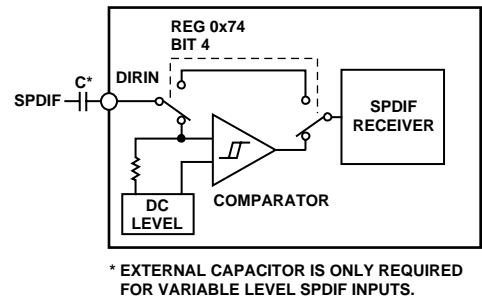 REG 0x74
BIT 4
C*
DIRIN
SPDIF
SPDIF
RECEIVER
COMPARATOR
DC
LEVEL
* EXTERNAL CAPACITOR IS ONLY REQUIRED
FOR VARIABLE LEVEL SPDIF INPUTS.